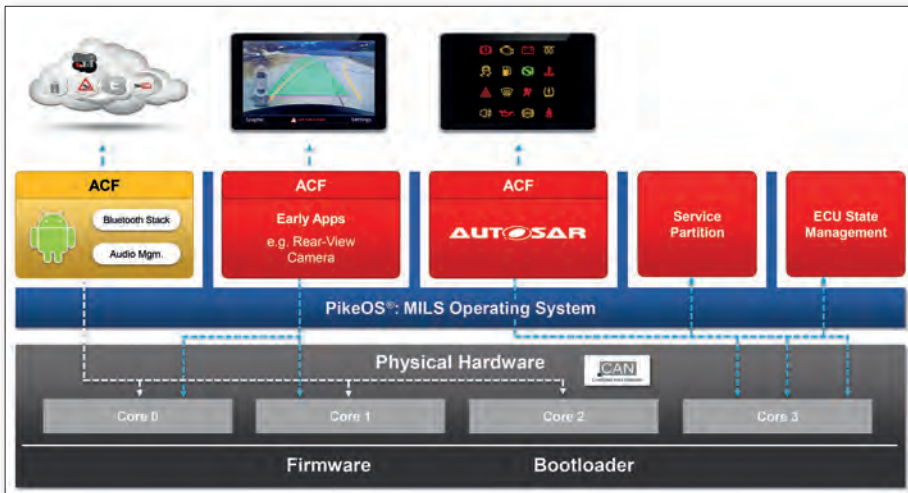 ACF
Bluetooth Stack
Audio Mgm.
ACF
Early Apps
e.g. Rear-View
Camera
ACF
AUTOSAR
Service
Partition
ECU State
Management
PikeOS®: MILS Operating System
Physical Hardware
CAN
Core 0
Core 1
Core 2
Core 3
Firmware
Bootloader